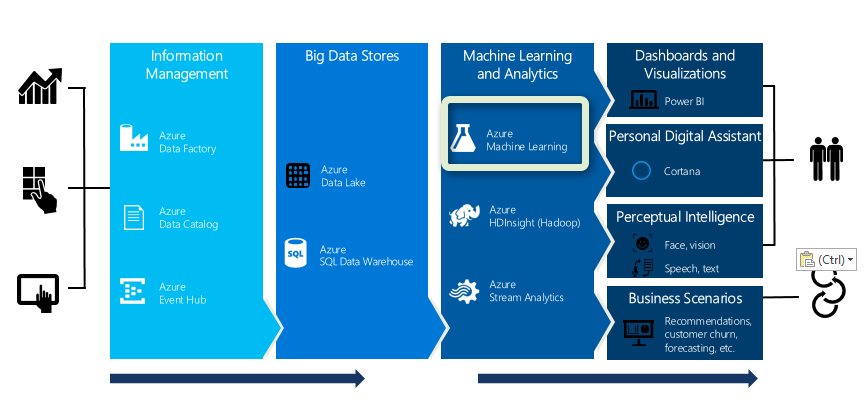 Information
Management
Azure
Data Factory
Azure
Data Catalog
Azure
Event Hub
Big Data Stores
Azure
Data Lake
SQL
Azure
SQL Data Warehouse
Machine Learning
and Analytics
Azure
Machine Learning
Azure
HDInsight (Hadoop)
Azure
Stream Analytics
Dashboards and
Visualizations
Power BI
Personal Digital Assistant
Cortana
Perceptual Intelligence
Face, vision
Speech, text
Business Scenarios
Recommendations,
customer churn,
forecasting, etc.
(Ctrl)